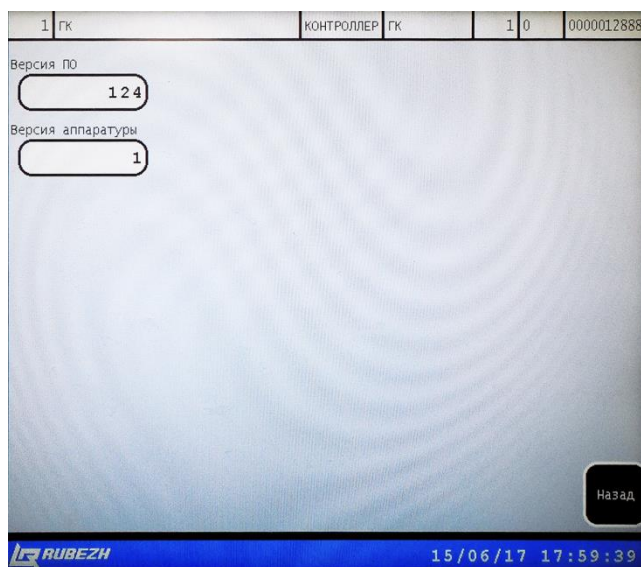 1 ГК КОНТРОЛЛЕР ГК 1 0 0000012888
Версия ПО
124
Версия аппаратуры
1
Назад
RUBEZH 15/06/17 17:59:39